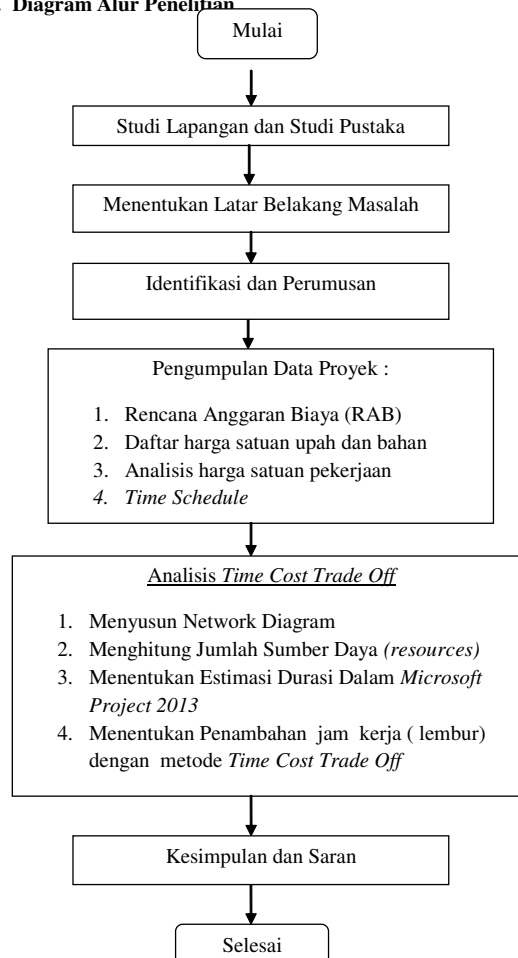 . Diagram Alur Penelitian
Mulai
Studi Lapangan dan Studi Pustaka
Menentukan Latar Belakang Masalah
Identifikasi dan Perumusan
Pengumpulan Data Proyek :
1. Rencana Anggaran Biaya (RAB)
2. Daftar harga satuan upah dan bahan
3. Analisis harga satuan pekerjaan
4. Time Schedule
Analisis Time Cost Trade Off
1. Menyusun Network Diagram
2. Menghitung Jumlah Sumber Daya (resources)
3. Menentukan Estimasi Durasi Dalam Microsoft
Project 2013
4. Menentukan Penambahan jam kerja ( lembur)
dengan metode Time Cost Trade Off
Kesimpulan dan Saran
Selesai